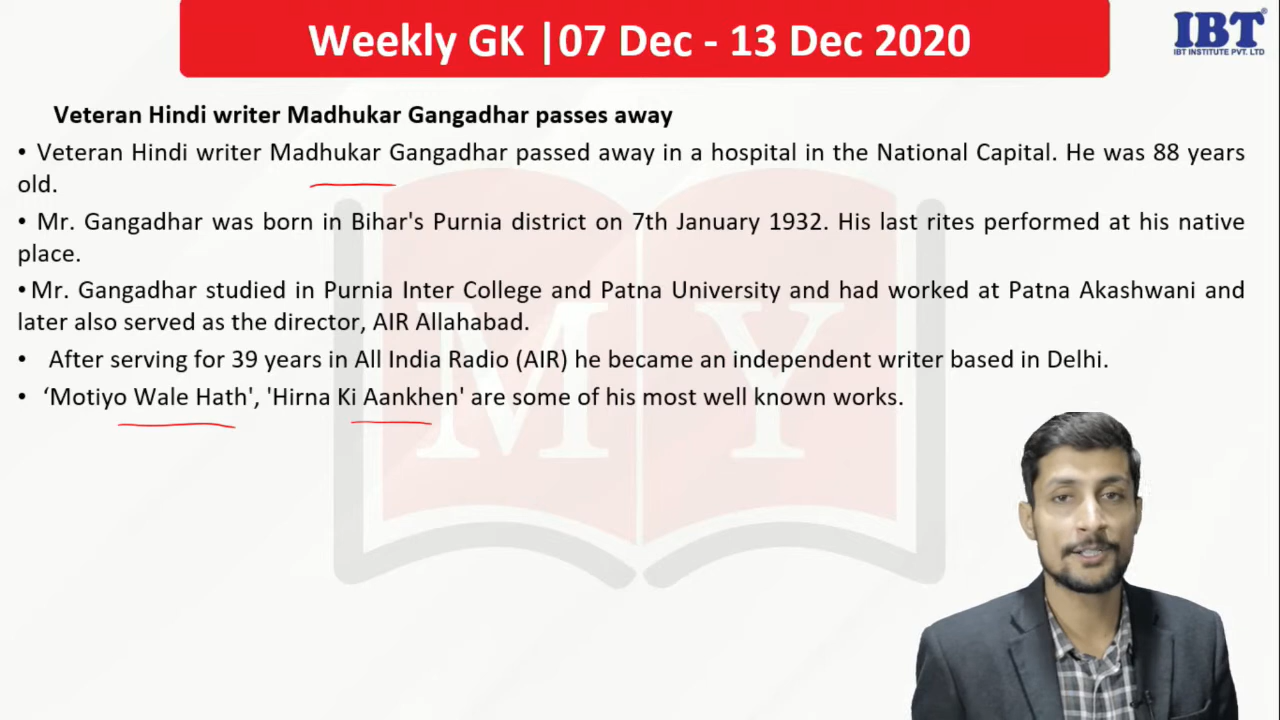 Weekly GK |07 Dec - 13 Dec 2020
IBT
IBT INSTITUTE PVT. LTD
Veteran Hindi writer Madhukar Gangadhar passes away
• Veteran Hindi writer Madhukar Gangadhar passed away in a hospital in the National Capital. He was 88 years
old.
• Mr. Gangadhar was born in Bihar's Purnia district on 7th January 1932. His last rites performed at his native
place.
• Mr. Gangadhar studied in Purnia Inter College and Patna University and had worked at Patna Akashwani and
later also served as the director, AIR Allahabad.
• After serving for 39 years in All India Radio (AIR) he became an independent writer based in Delhi.
• ‘Motiyo Wale Hath', 'Hirna Ki Aankhen' are some of his most well known works.
M Y